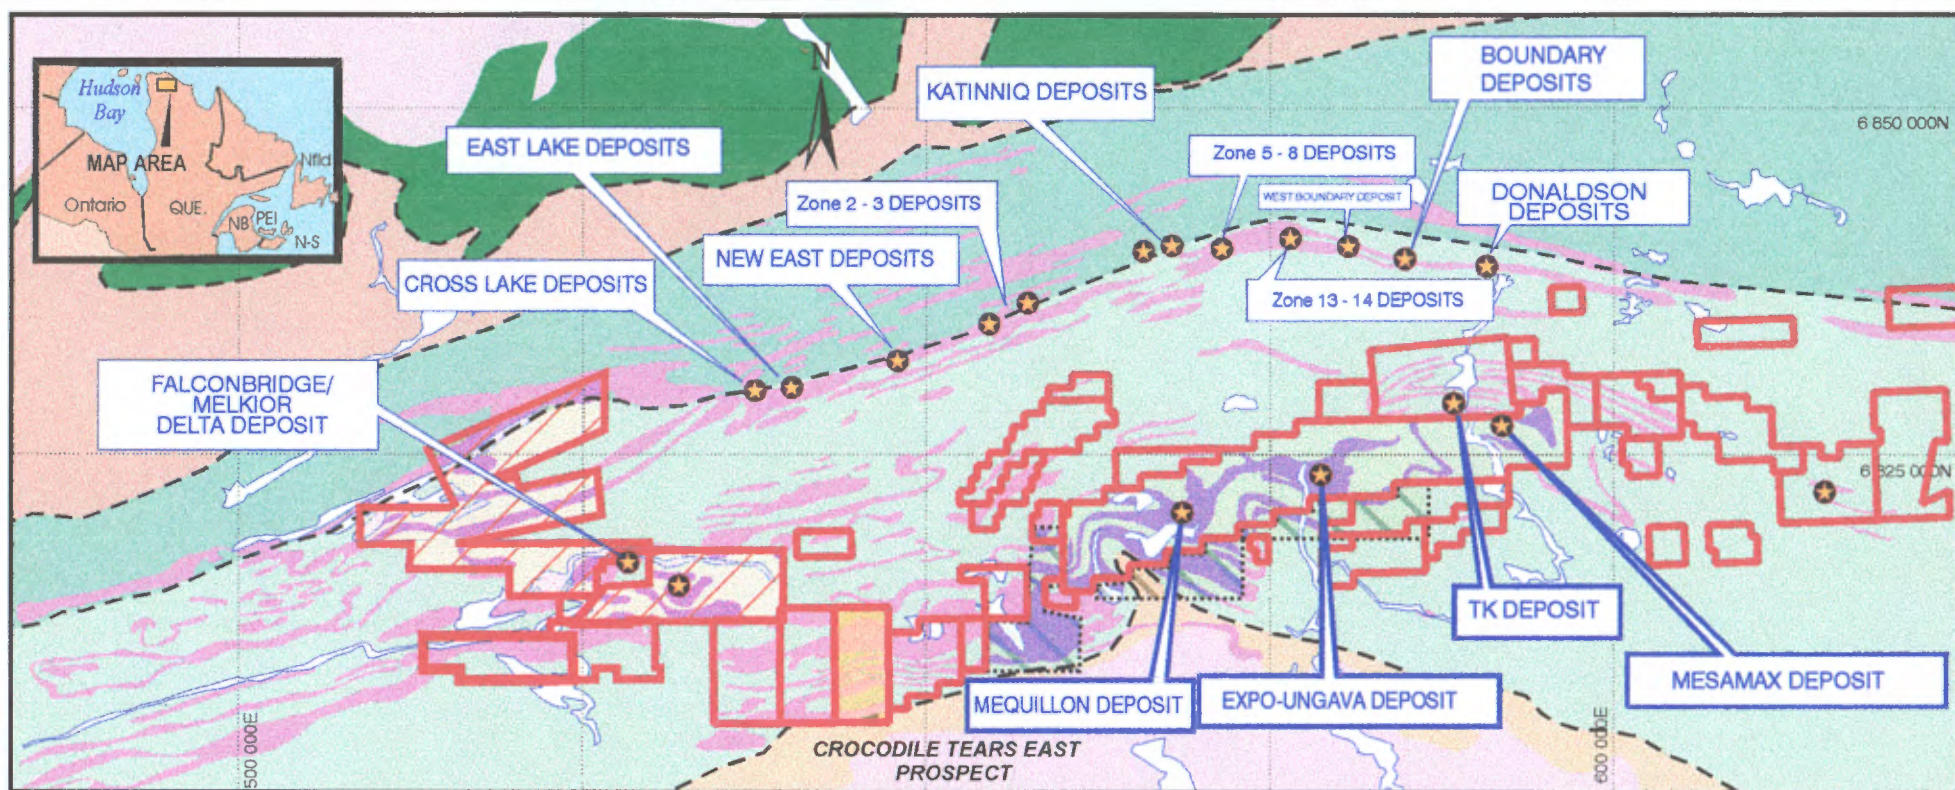 Hudson
Bay
MAP AREA
Ontario
QUE.
Nfld
NB
PEI
N-S
N
6 850 000N
6 825 000N
500 000E
600 000E
BOUNDARY
DEPOSITS
KATINNIQ DEPOSITS
EAST LAKE DEPOSITS
Zone 5 - 8 DEPOSITS
WEST BOUNDARY DEPOSIT
DONALDSON
DEPOSITS
Zone 2 - 3 DEPOSITS
NEW EAST DEPOSITS
CROSS LAKE DEPOSITS
Zone 13 - 14 DEPOSITS
FALCONBRIDGE/
MELKIOR
DELTA DEPOSIT
TK DEPOSIT
MESAMAX DEPOSIT
MEQUILLON DEPOSIT
EXPO-UNGAVA DEPOSIT
CROCODILE TEARS EAST
PROSPECT